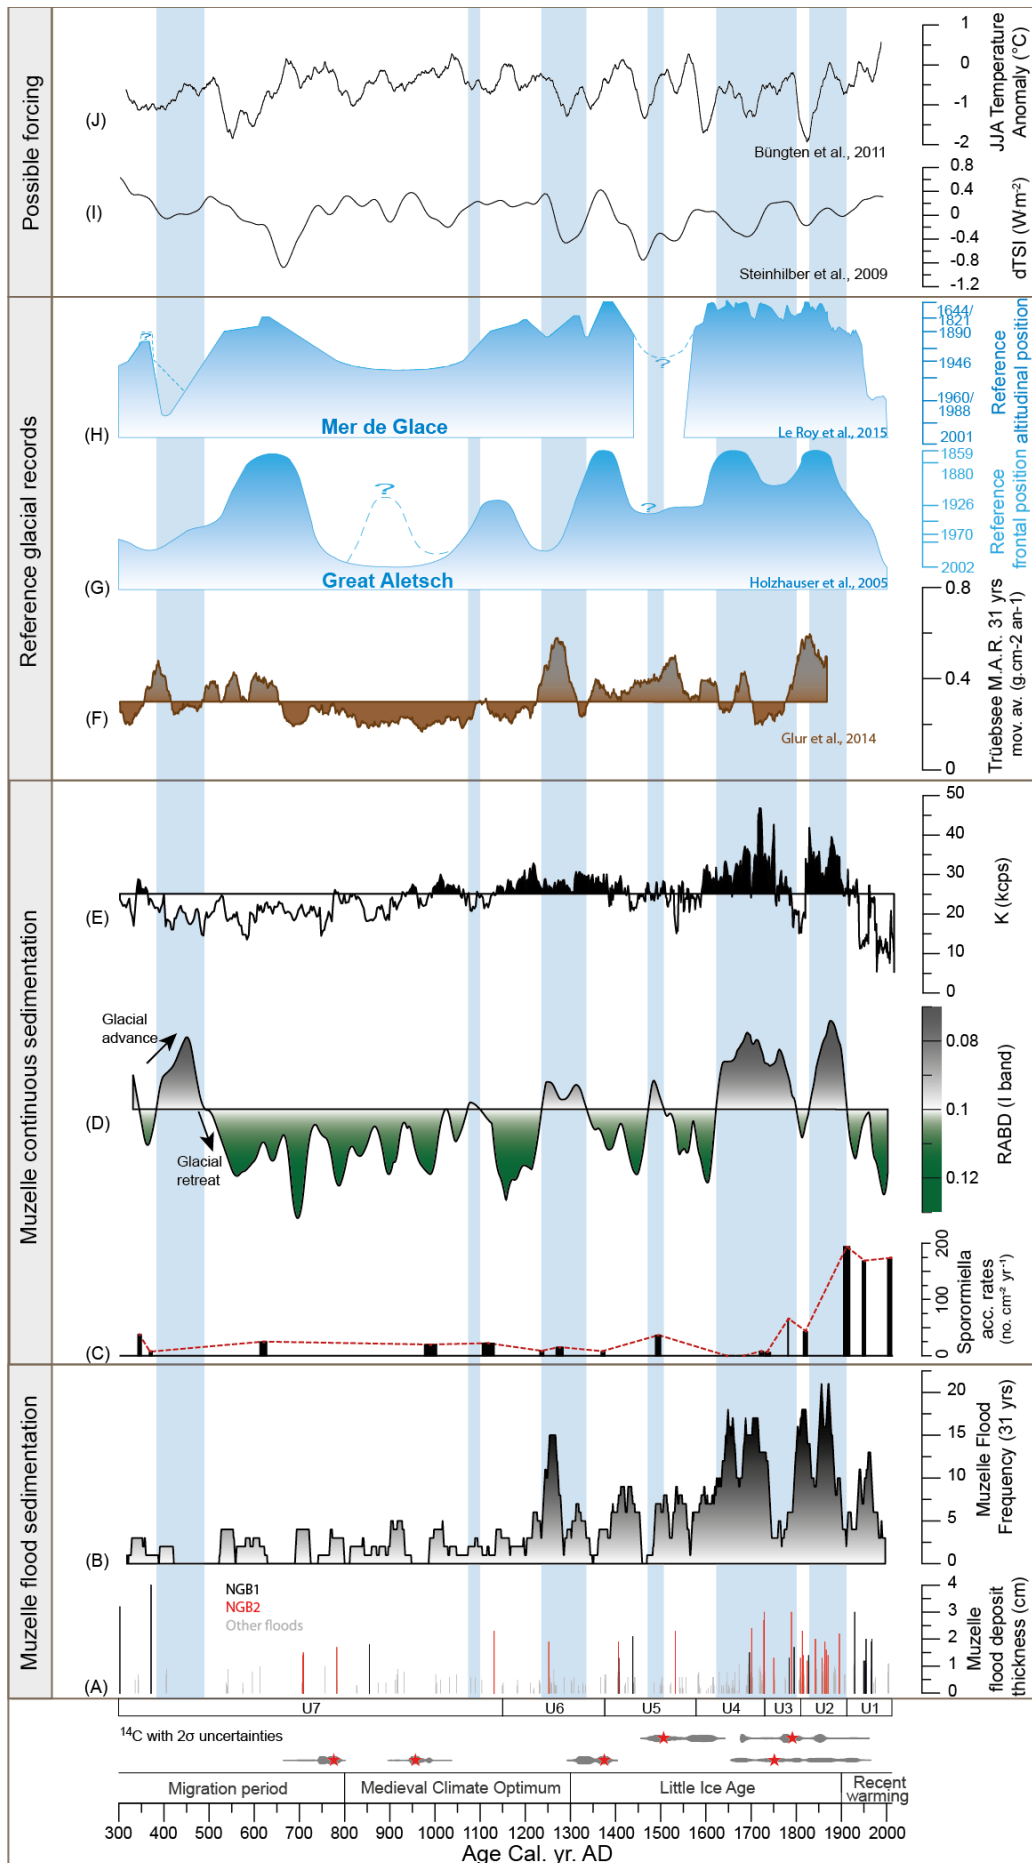 Possible forcing
(J)
1
0
-1
-2
JJA Temperature
Anomaly (°C)
Büngten et al., 2011
(I)
0.8
0.4
0
-0.4
-0.8
-1.2
dTSI (W·m-²)
Steinhilber et al., 2009
Reference glacial records
(H)
?
?
Mer de Glace
Le Roy et al., 2015
1644/
1821
1890
1946
1960/
1988
2001
Reference
altitudinal position
(G)
?
?
Great Aletsch
Holzhauser et al., 2005
1859
1880
1926
1970
2002
Reference
frontal position
(F)
0.8
0.4
0
Trüebsee M.A.R. 31 yrs
mov. av. (g.cm-2 an-1)
Glur et al., 2014
Muzelle continuous sedimentation
(E)
50
40
30
20
10
0
K (kcps)
(D)
Glacial
advance
Glacial
retreat
0.08
0.1
0.12
RABD (I band)
(C)
200
100
0
Sporormiella
acc. rates
(no. cm-² yr-¹)
Muzelle flood sedimentation
(B)
20
15
10
5
0
Muzelle Flood
Frequency (31 yrs)
(A)
NGB1
NGB2
Other floods
4
3
2
1
0
Muzelle
flood deposit
thickness (cm)
U7 U6 U5 U4 U3 U2 U1
¹⁴C with 2σ uncertainties
Migration period Medieval Climate Optimum Little Ice Age Recent
warming
300 400 500 600 700 800 900 1000 1100 1200 1300 1400 1500 1600 1700 1800 1900 2000
Age Cal. yr. AD